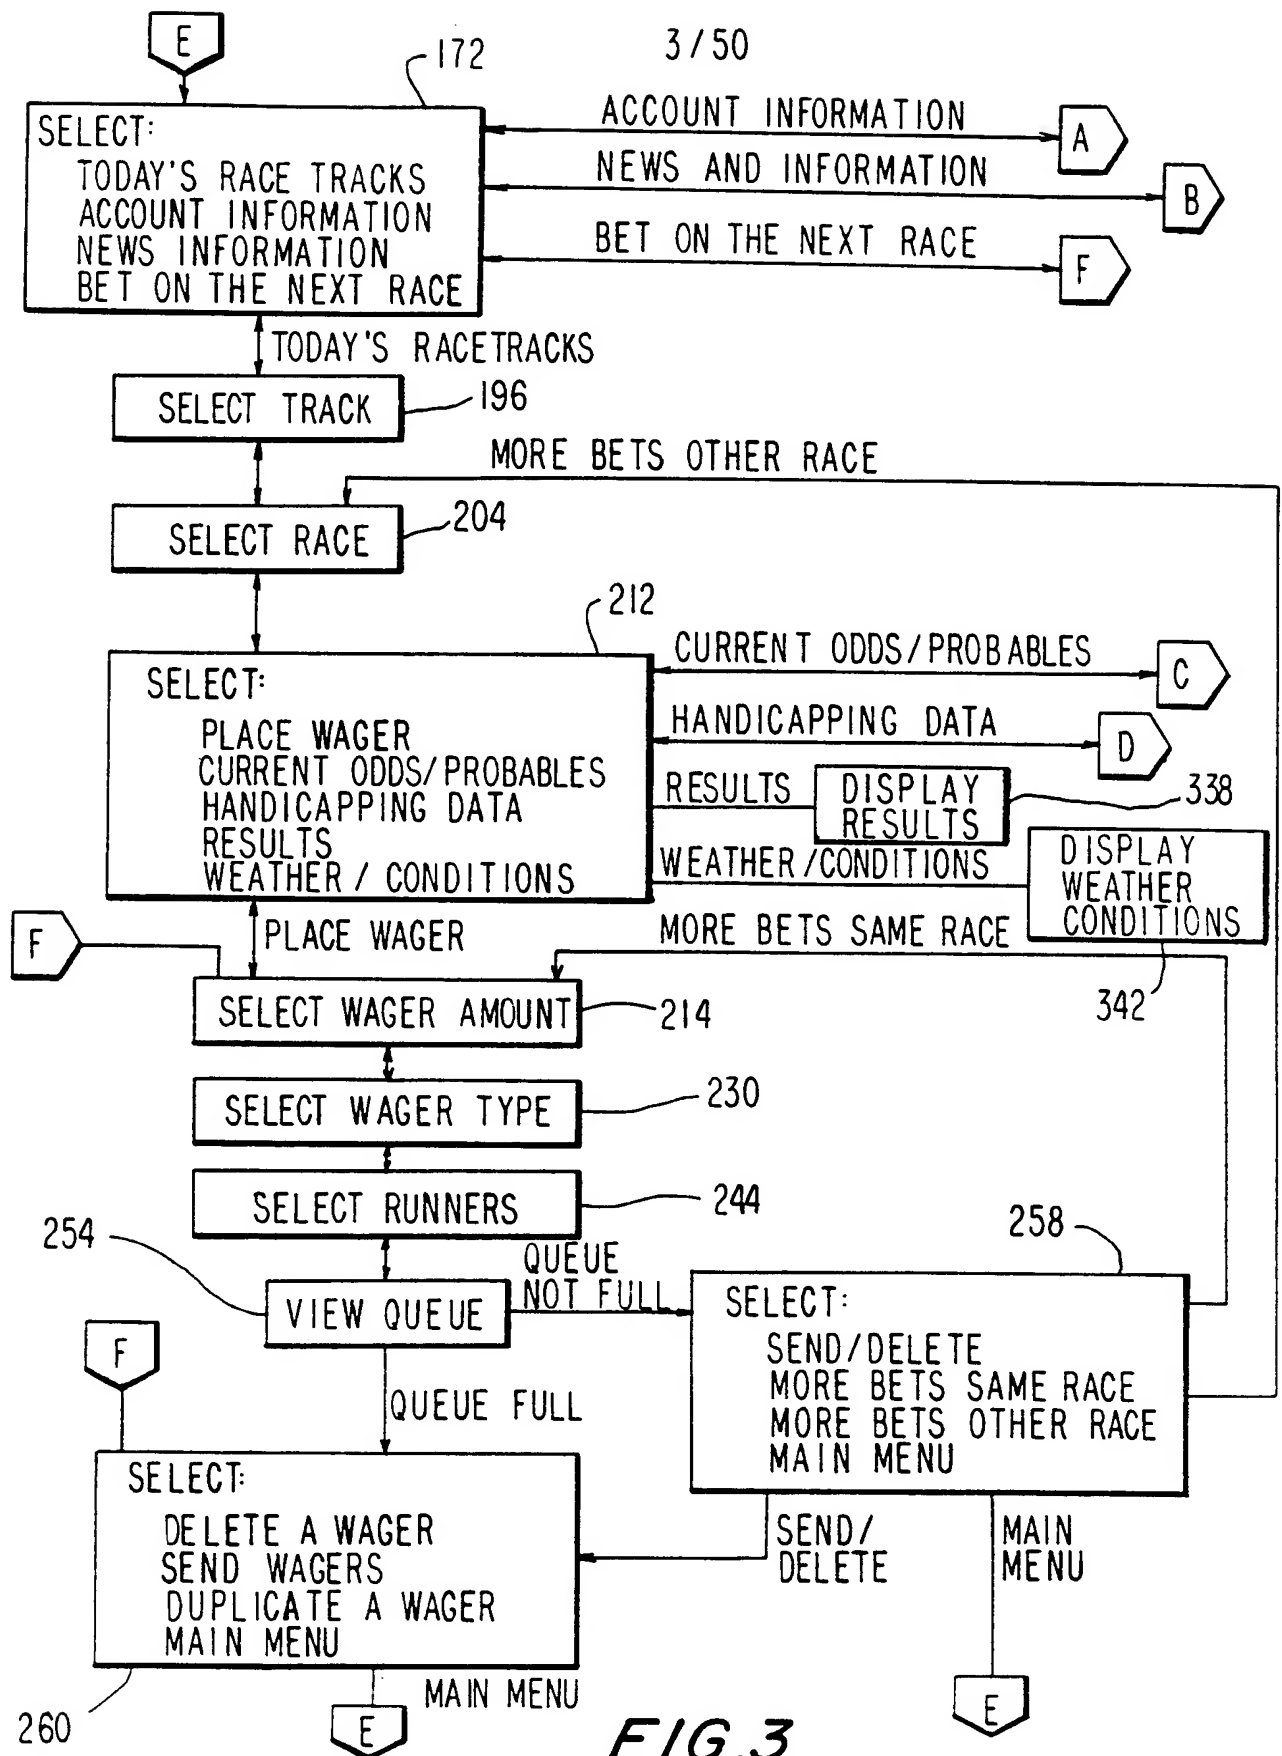 E
3/50
172
SELECT:
TODAY'S RACE TRACKS
ACCOUNT INFORMATION
NEWS INFORMATION
BET ON THE NEXT RACE
ACCOUNT INFORMATION
A
NEWS AND INFORMATION
B
BET ON THE NEXT RACE
F
TODAY'S RACETRACKS
SELECT TRACK
196
MORE BETS OTHER RACE
SELECT RACE
204
212
SELECT:
PLACE WAGER
CURRENT ODDS/PROBABLES
HANDICAPPING DATA
RESULTS
WEATHER / CONDITIONS
CURRENT ODDS/PROBABLES
C
HANDICAPPING DATA
D
RESULTS
DISPLAY
RESULTS
338
WEATHER/CONDITIONS
DISPLAY
WEATHER
CONDITIONS
342
F
PLACE WAGER
MORE BETS SAME RACE
SELECT WAGER AMOUNT
214
SELECT WAGER TYPE
230
SELECT RUNNERS
244
254
VIEW QUEUE
QUEUE
NOT FULL
258
SELECT:
SEND/DELETE
MORE BETS SAME RACE
MORE BETS OTHER RACE
MAIN MENU
F
QUEUE FULL
SELECT:
DELETE A WAGER
SEND WAGERS
DUPLICATE A WAGER
MAIN MENU
SEND/
DELETE
MAIN
MENU
260
MAIN MENU
E
E
FIG.3